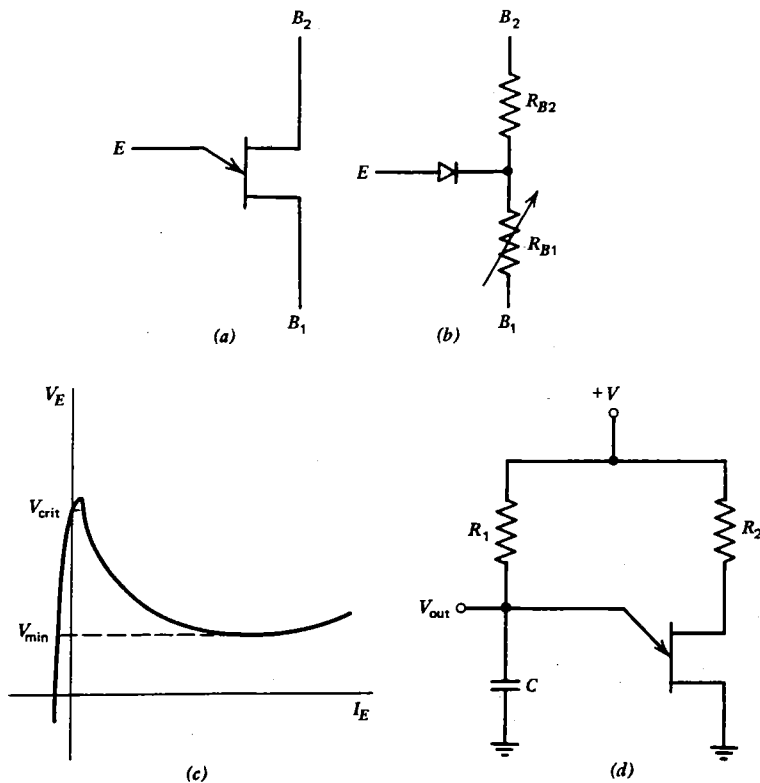 B2
B2
RB2
E
E
RB1
B1
B1
(a)
(b)
VE
+V
Vcrit
R1
R2
Vout
Vmin
C
IE
(c)
(d)